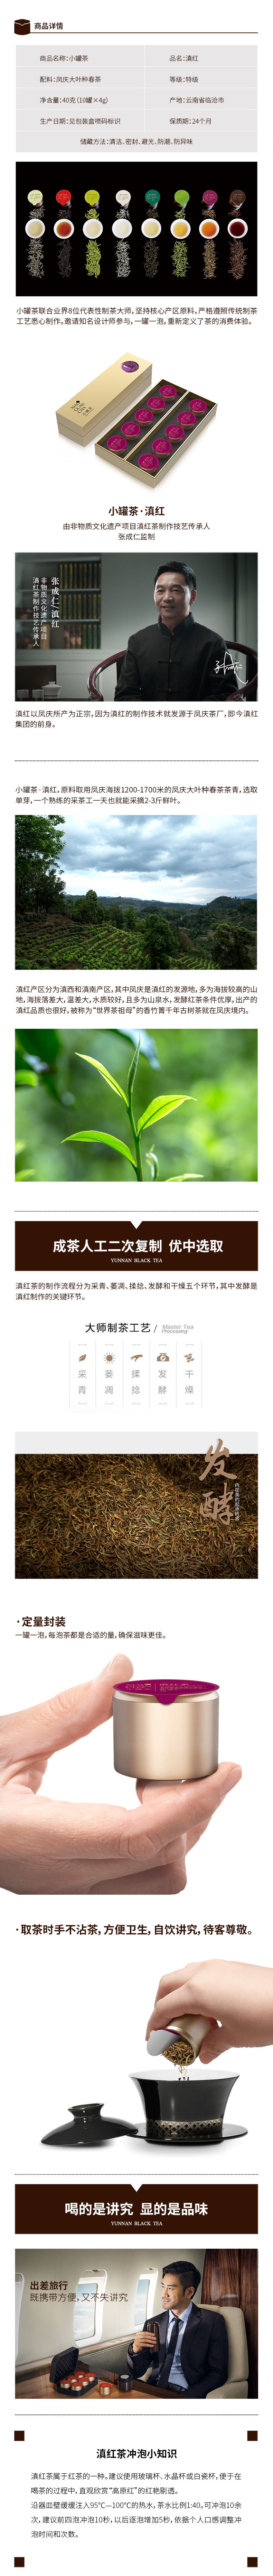 商品详情
商品名称:小罐茶
品名:滇红
配料:凤庆大叶种春茶
等级:特级
净含量:40克(10罐×4g)
产地:云南省临沧市
生产日期:见包装盒喷码标识
保质期:24个月
储藏方法:清洁、密封、避光、防潮、防异味
小罐茶联合业界8位代表性制茶大师,坚持核心产区原料,严格遵照传统制茶
工艺悉心制作。邀请知名设计师参与,一罐一泡,重新定义了茶的消费体验。
小罐茶·滇红
由非物质文化遗产项目滇红茶制作技艺传承人
张成仁监制
张成仁/滇红
非物质文化遗产项目
滇红茶制作技艺传承人
滇红以凤庆所产为正宗,因为滇红的制作技术就发源于凤庆茶厂,即今滇红
集团的前身。
小罐茶·滇红,原料取用凤庆海拔1200-1700米的凤庆大叶种春茶茶青,选取
单芽,一个熟练的采茶工一天也就能采摘2-3斤鲜叶。
滇红产区分为滇西和滇南产区,其中凤庆是滇红的发源地,多为海拔较高的山
地,海拔落差大,温差大,水质较好,且多为山泉水,发酵红茶条件优厚,出产的
滇红品质也很好,被称为“世界茶祖母”的香竹箐千年古树茶就在凤庆境内。
成茶人工二次复制 优中选取
YUNNAN BLACK TEA
滇红茶的制作流程分为采青、萎凋、揉捻、发酵和干燥五个环节,其中发酵是
滇红制作的关键环节。
大师制茶工艺 / Master Tea
Processing
采青
萎凋
揉捻
发酵
干燥
发酵
·定量封装
一罐一泡,每泡茶都是合适的量,确保滋味更佳。
·取茶时手不沾茶,方便卫生,自饮讲究,待客尊敬。
喝的是讲究 显的是品味
YUNNAN BLACK TEA
出差旅行
既携带方便,又不失讲究
滇红茶冲泡小知识
滇红茶属于红茶的一种。建议使用玻璃杯、水晶杯或白瓷杯,便于在
喝茶的过程中,直观欣赏“高原红”的红艳剔透。
沿器皿壁缓缓注入95℃—100℃的热水,茶水比例1:40。可冲泡10余
次,建议前四泡冲泡10秒,以后逐泡增加5秒,依据个人口感调整冲
泡时间和次数。